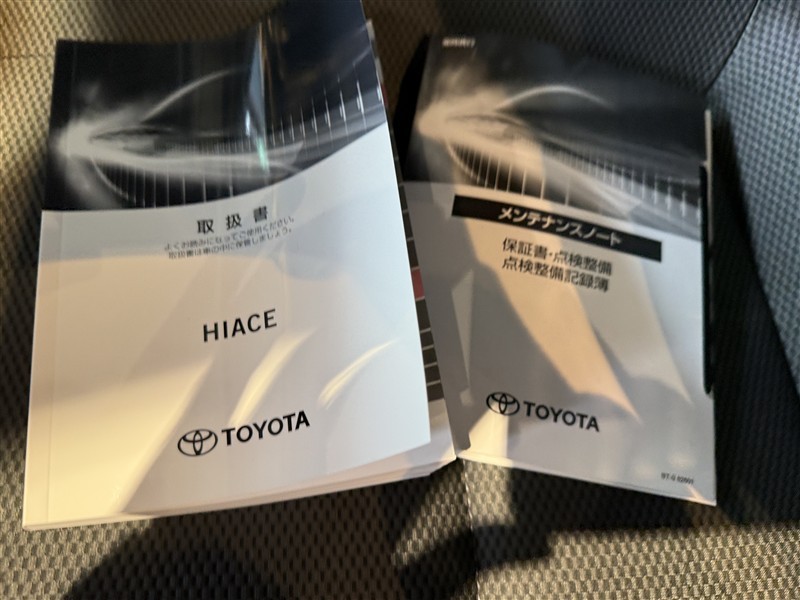 取扱書
よくお読みになってご使用ください。
取扱書は車の中に保管しましょう。
HIACE
TOYOTA
メンテナンスノート
保証書・点検整備
点検整備記録簿
TOYOTA